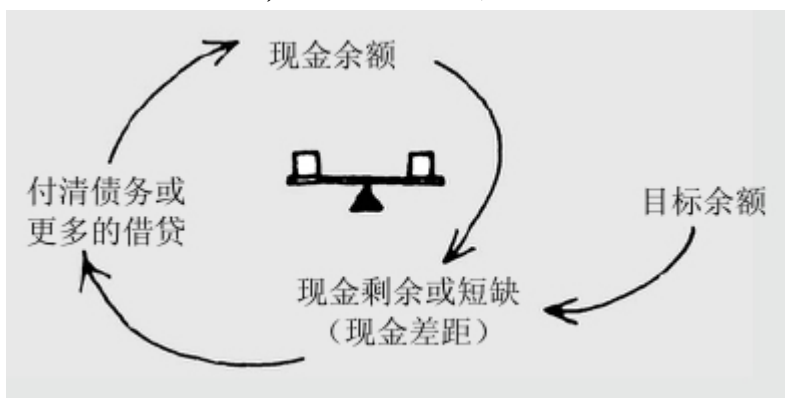 现金余额
付清债务或
更多的借贷
目标余额
现金剩余或短缺
（现金差距）